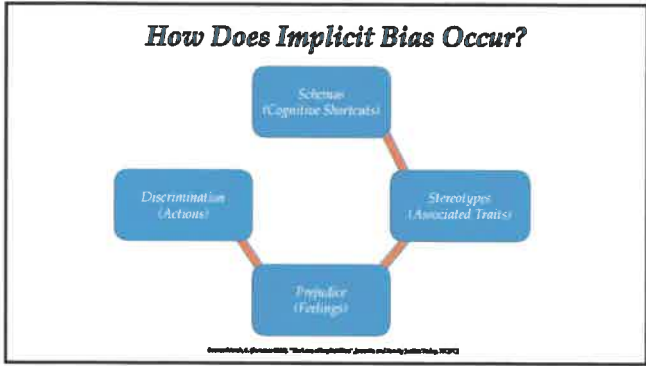 How Does Implicit Bias Occur?
Schemas
(Cognitive Shortcuts)
Discrimination
(Actions)
Stereotypes
(Associated Traits)
Prejudice
(Feelings)